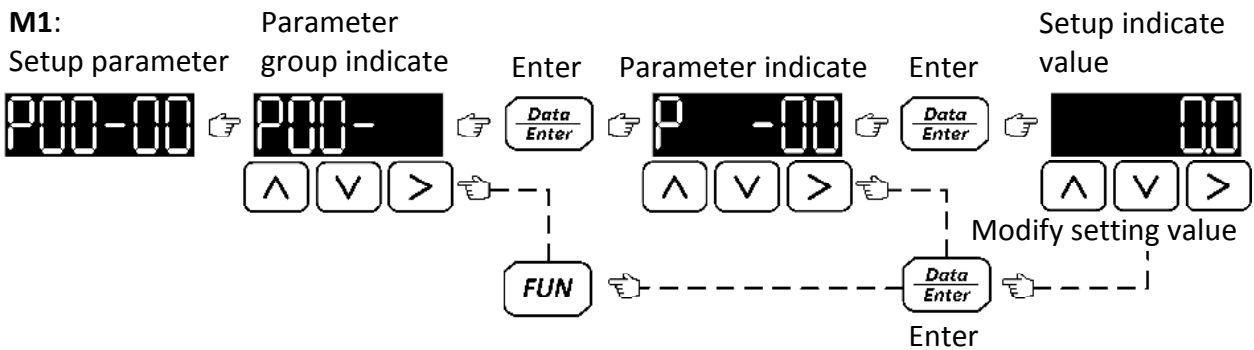 M1:
Setup parameter
Parameter
group indicate
Enter
Parameter indicate
Enter
Setup indicate
value
P00-00
P00-
Data
Enter
P -00
Data
Enter
0.0
Modify setting value
FUN
Data
Enter
Enter